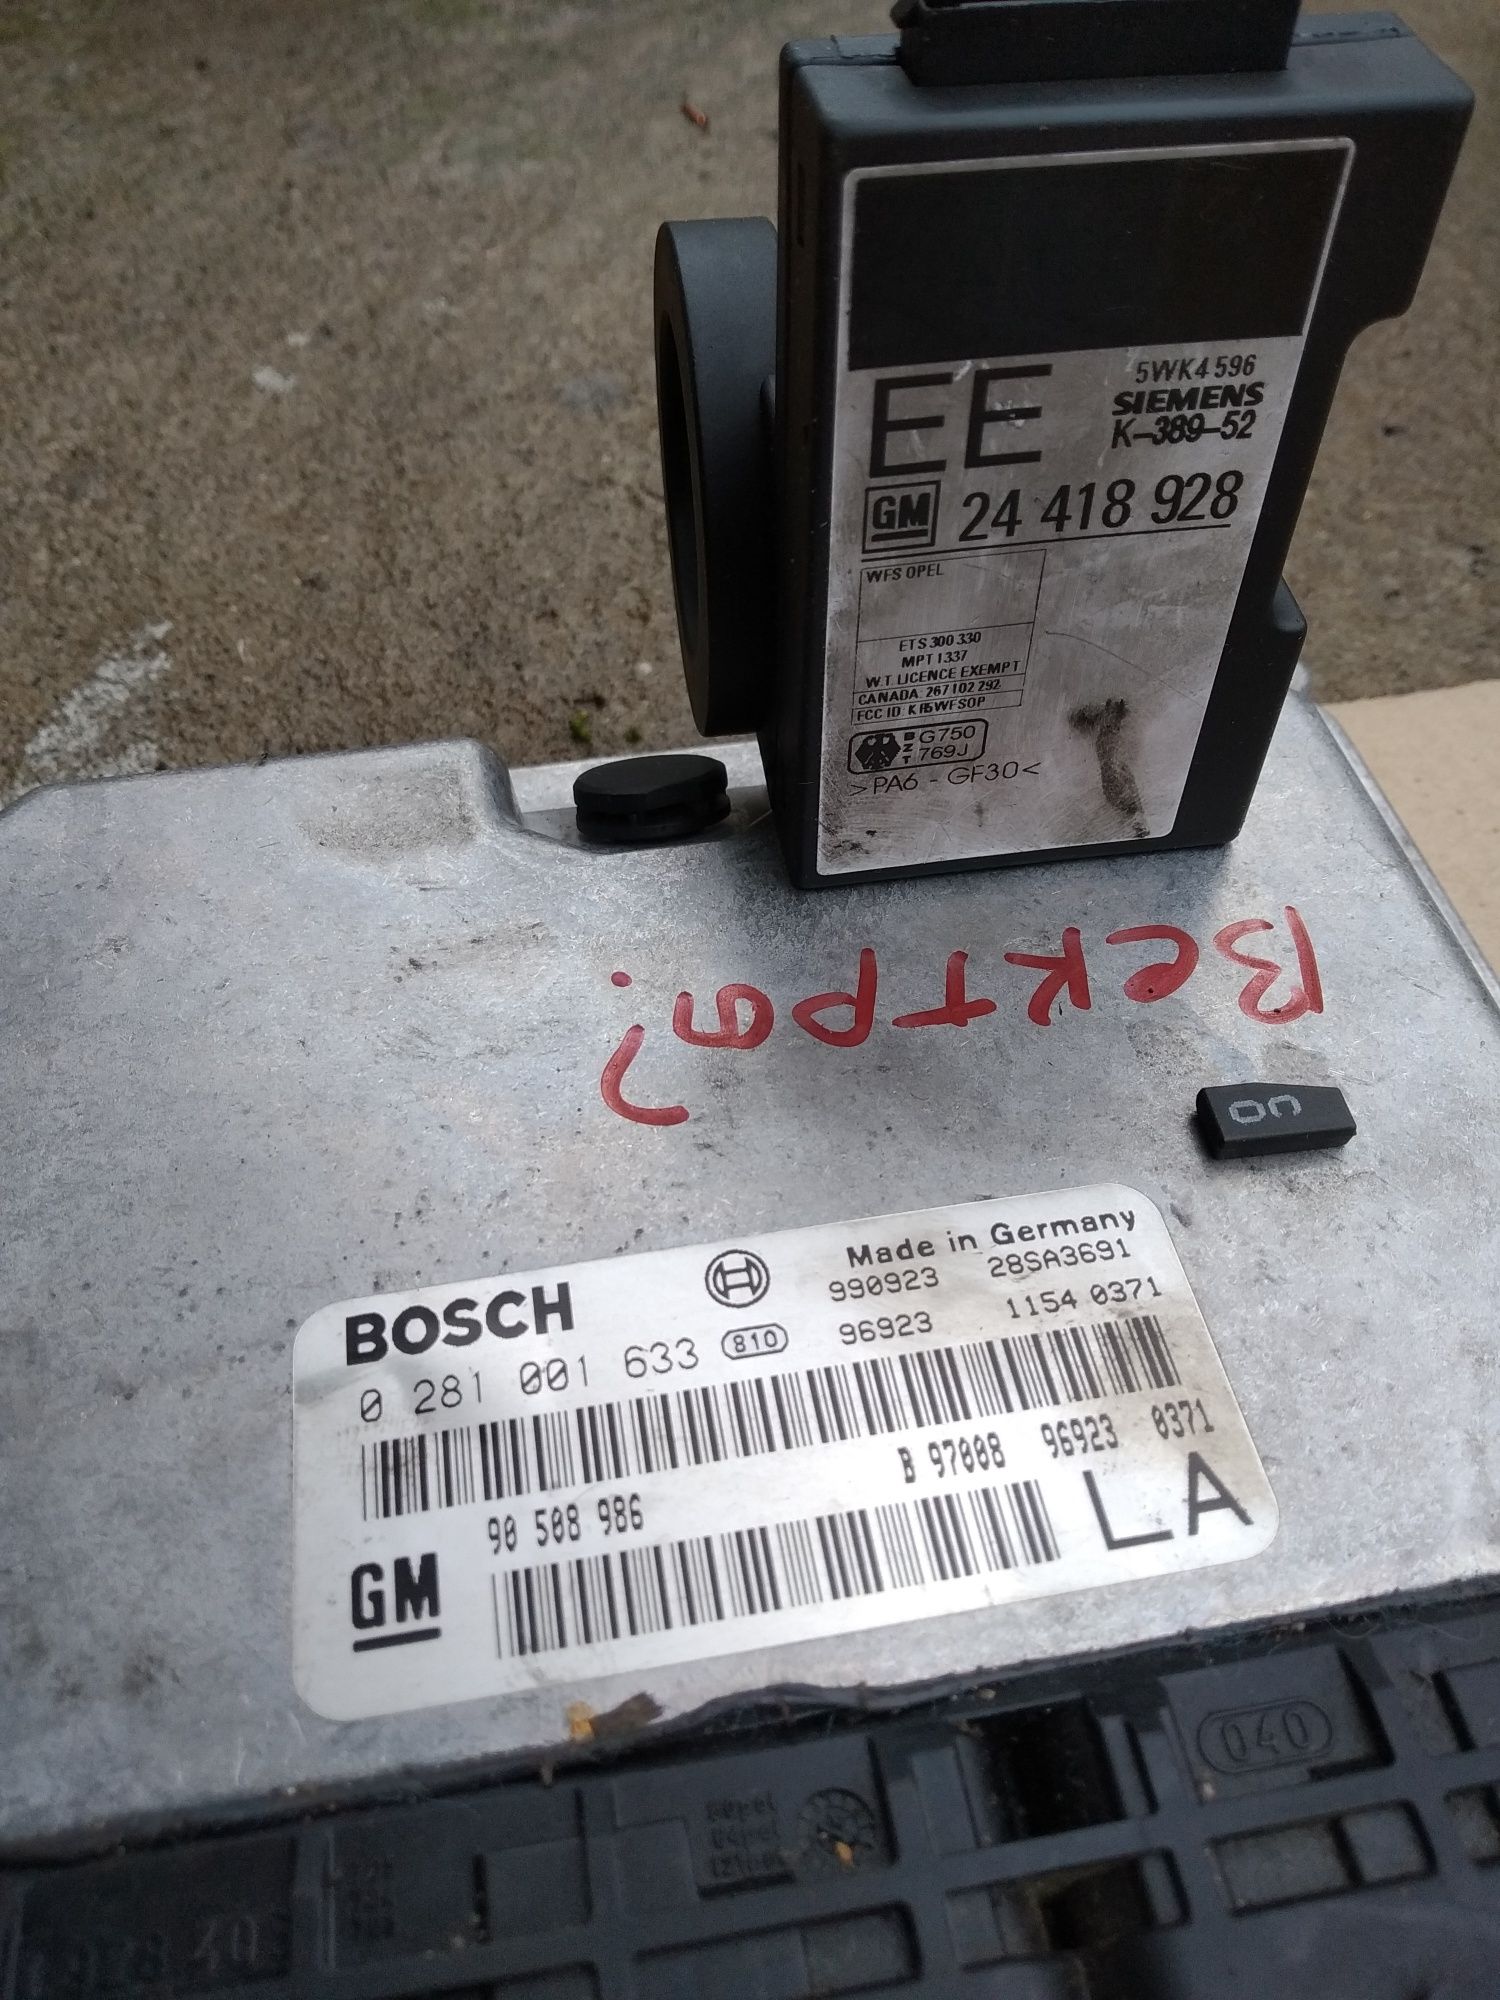 5WK4 596
SIEMENS
K-389-52
EE
GM 24 418 928
WFS OPEL
ETS 300 330
MPT 1337
W.T. LICENCE EXEMPT
CANADA: 267 102 292
FCC ID: KR5WFSOP
BZT G750 769J
>PA6 - GF30<
Вектра?
Made in Germany
BOSCH 990923 28SA3691
0 281 001 633 810 96923 1154 0371
B 97008 96923 0371
90 508 986
GM
LA
040